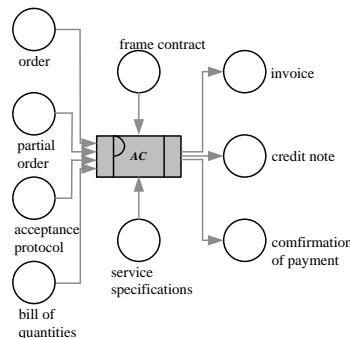 order
partial
order
acceptance
protocol
bill of
quantities
frame contract
AC
service
specifications
invoice
credit note
comfirmation
of payment